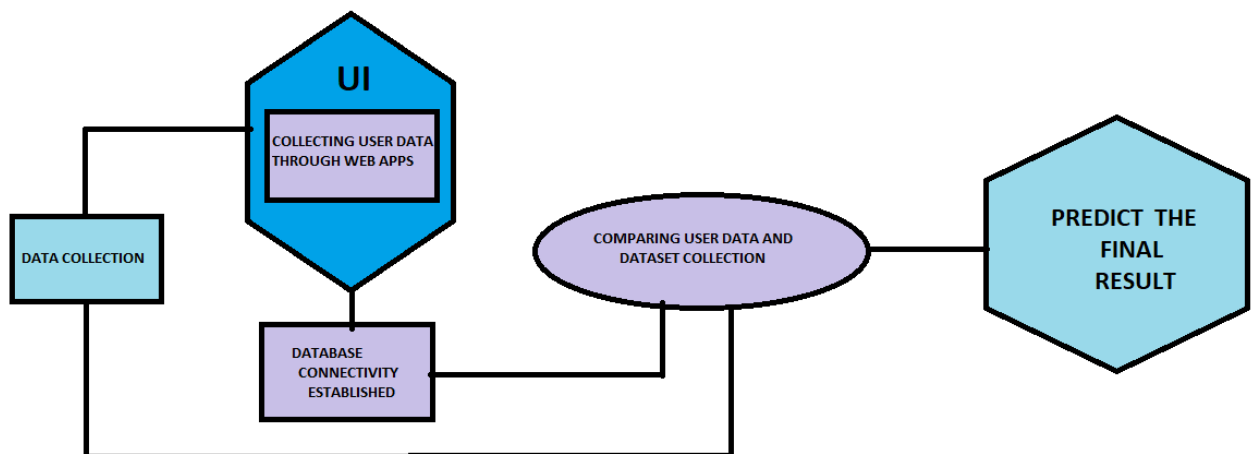 UI
COLLECTING USER DATA
THROUGH WEB APPS
DATA COLLECTION
COMPARING USER DATA AND
DATASET COLLECTION
PREDICT THE
FINAL
RESULT
DATABASE
CONNECTIVITY
ESTABLISHED